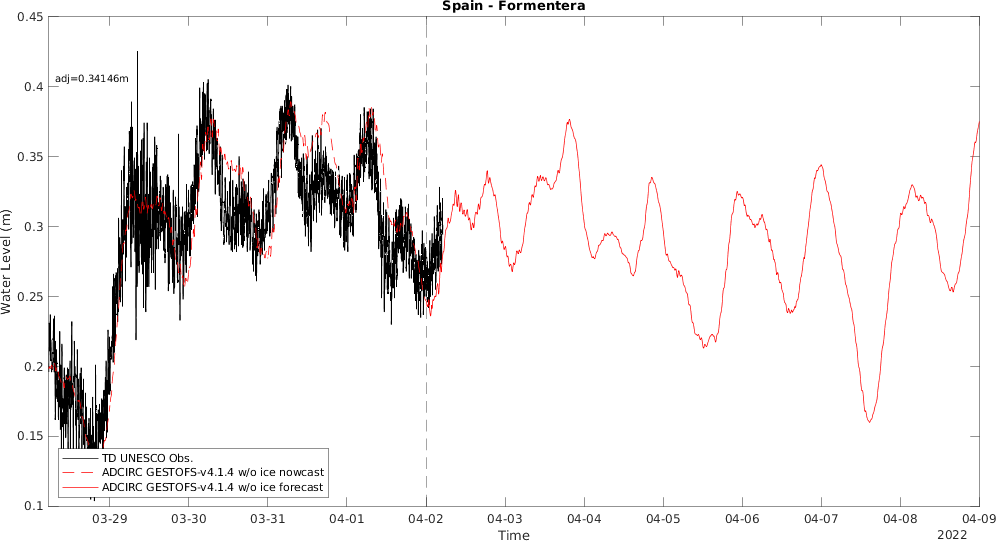 Spain - Formentera
adj=0.34146m
Water Level (m)
0.45
0.4
0.35
0.3
0.25
0.2
0.15
0.1
TD UNESCO Obs.
ADCIRC GESTOFS-v4.1.4 w/o ice nowcast
ADCIRC GESTOFS-v4.1.4 w/o ice forecast
03-29 03-30 03-31 04-01 04-02 04-03 04-04 04-05 04-06 04-07 04-08 04-09
Time
2022